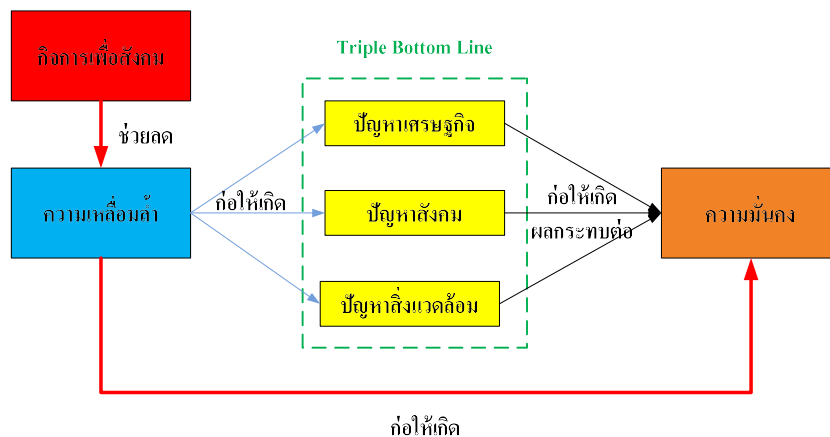 กิจการเพื่อสังคม
Triple Bottom Line
ช่วยลด
ปัญหาเศรษฐกิจ
ความเหลื่อมล้ำ
ก่อให้เกิด
ปัญหาสังคม
ก่อให้เกิด
ผลกระทบต่อ
ความมั่นคง
ปัญหาสิ่งแวดล้อม
ก่อให้เกิด